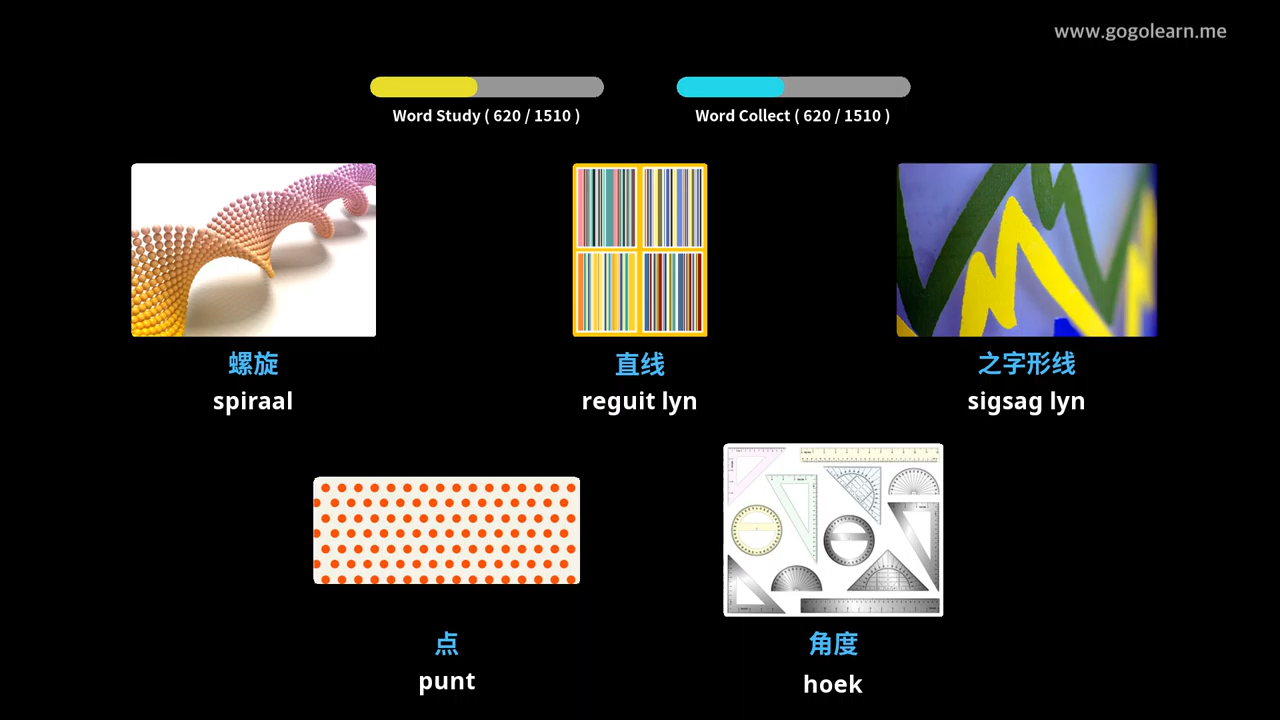 www.gogolearn.me
Word Study ( 620 / 1510 )
Word Collect ( 620 / 1510 )
螺旋
spiraal
直线
reguit lyn
之字形线
sigsag lyn
点
punt
角度
hoek